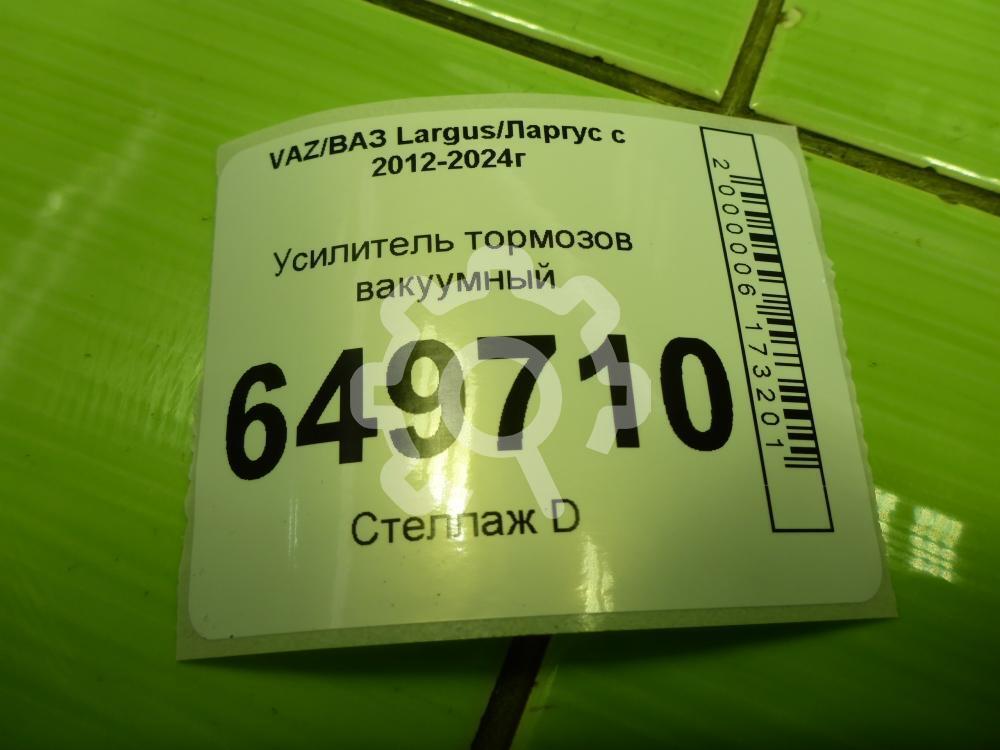 VAZ/ВАЗ Largus/Ларгус с
2012-2024г
Усилитель тормозов
вакуумный
649710
Стеллаж D
2000006173201